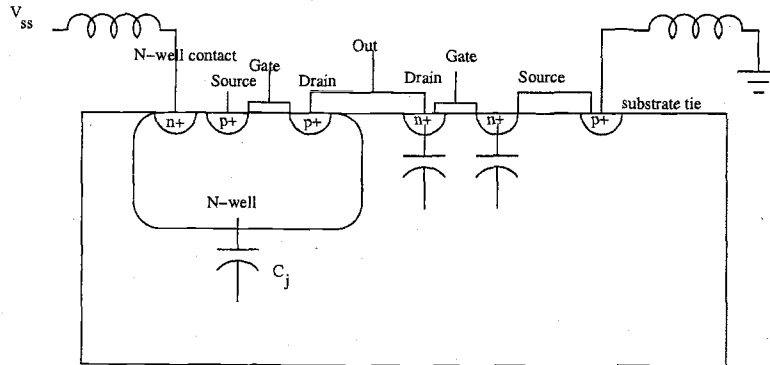 V ss
N-well contact
Out
Gate
Source
Drain
Drain
Gate
Source
substrate tie
n+
p+
p+
n+
n+
p+
N-well
C j